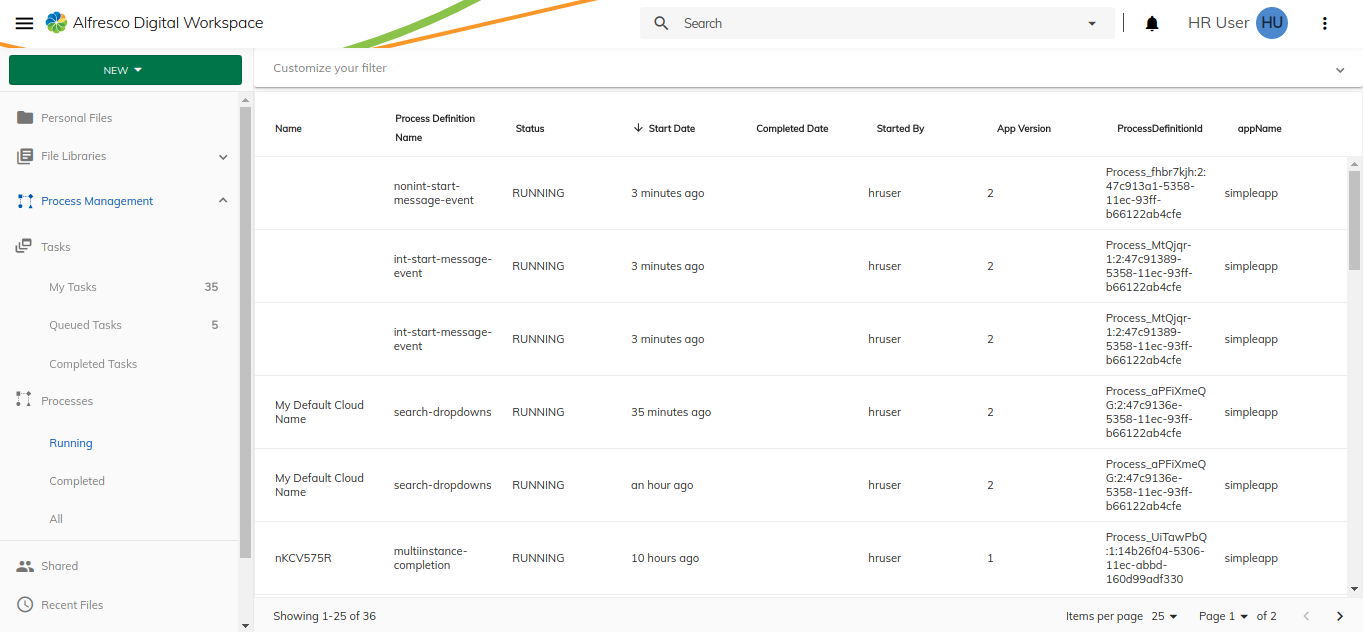 Alfresco Digital Workspace
Search
HR User HU
NEW
Customize your filter
Personal Files
File Libraries
Process Management
Tasks
My Tasks 35
Queued Tasks 5
Completed Tasks
Processes
Running
Completed
All
Shared
Recent Files
Name
Process Definition
Name
Status
Start Date
Completed Date
Started By
App Version
ProcessDefinitionId
appName
nonint-start-
message-event
RUNNING
3 minutes ago
hruser
2
Process_fhbr7kjh:2:
47c913a1-5358-
11ec-93ff-
b66122ab4cfe
simpleapp
int-start-message-
event
RUNNING
3 minutes ago
hruser
2
Process_MtQjqr-
1:2:47c91389-
5358-11ec-93ff-
b66122ab4cfe
simpleapp
int-start-message-
event
RUNNING
3 minutes ago
hruser
2
Process_MtQjqr-
1:2:47c91389-
5358-11ec-93ff-
b66122ab4cfe
simpleapp
My Default Cloud
Name
search-dropdowns
RUNNING
35 minutes ago
hruser
2
Process_aPFiXmeQ
G:2:47c9136e-
5358-11ec-93ff-
b66122ab4cfe
simpleapp
My Default Cloud
Name
search-dropdowns
RUNNING
an hour ago
hruser
2
Process_aPFiXmeQ
G:2:47c9136e-
5358-11ec-93ff-
b66122ab4cfe
simpleapp
nKCV575R
multiinstance-
completion
RUNNING
10 hours ago
hruser
1
Process_UiTawPbQ
:1:14b26f04-5306-
11ec-abbd-
160d99adf330
simpleapp
Showing 1-25 of 36
Items per page 25
Page 1 of 2